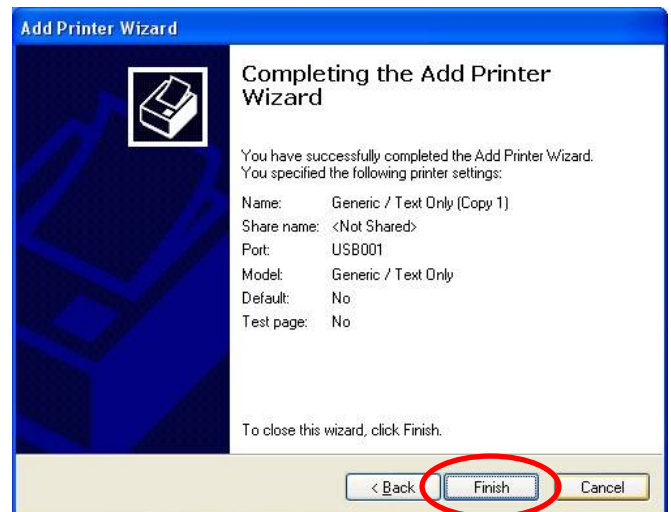 Add Printer Wizard
Completing the Add Printer
Wizard
You have successfully completed the Add Printer Wizard.
You specified the following printer settings:
Name: Generic / Text Only (Copy 1)
Share name: <Not Shared>
Port: USB001
Model: Generic / Text Only
Default: No
Test page: No
To close this wizard, click Finish.
< Back Finish Cancel